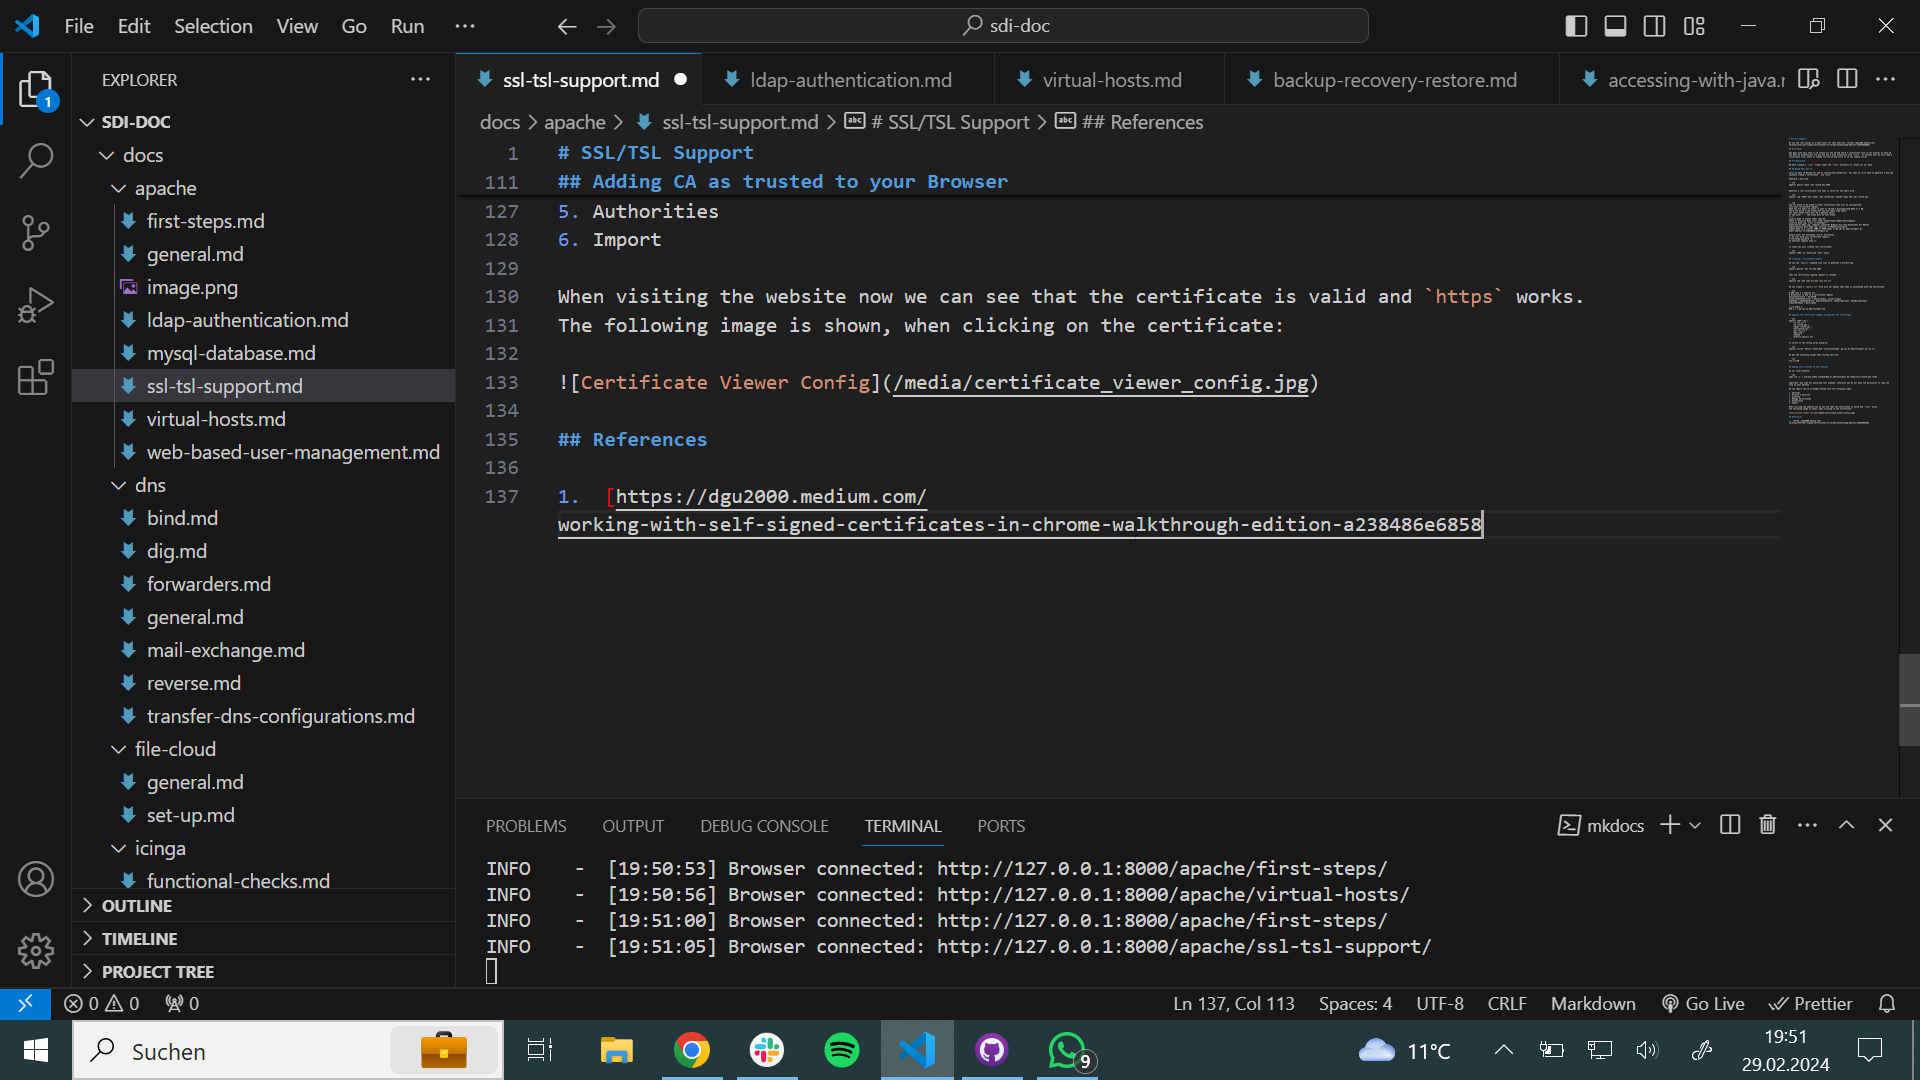 File Edit Selection View Go Run ··· sdi-doc
EXPLORER ···
ssl-tsl-support.md ldap-authentication.md virtual-hosts.md backup-recovery-restore.md accessing-with-java.r
docs > apache > ssl-tsl-support.md > # SSL/TSL Support > ## References
1
SDI-DOC
docs
apache
first-steps.md
general.md
image.png
ldap-authentication.md
mysql-database.md
ssl-tsl-support.md
virtual-hosts.md
web-based-user-management.md
dns
bind.md
dig.md
forwarders.md
general.md
mail-exchange.md
reverse.md
transfer-dns-configurations.md
file-cloud
general.md
set-up.md
icinga
functional-checks.md
OUTLINE
TIMELINE
PROJECT TREE
1 # SSL/TSL Support
111 ## Adding CA as trusted to your Browser
127 5. Authorities
128 6. Import
129
130 When visiting the website now we can see that the certificate is valid and `https` works.
131 The following image is shown, when clicking on the certificate:
132
133 ![Certificate Viewer Config](/media/certificate_viewer_config.jpg)
134
135 ## References
136
137 1. [https://dgu2000.medium.com/
working-with-self-signed-certificates-in-chrome-walkthrough-edition-a238486e6858
PROBLEMS OUTPUT DEBUG CONSOLE TERMINAL PORTS mkdocs
INFO - [19:50:53] Browser connected: http://127.0.0.1:8000/apache/first-steps/
INFO - [19:50:56] Browser connected: http://127.0.0.1:8000/apache/virtual-hosts/
INFO - [19:51:00] Browser connected: http://127.0.0.1:8000/apache/first-steps/
INFO - [19:51:05] Browser connected: http://127.0.0.1:8000/apache/ssl-tsl-support/
0 0 0 Ln 137, Col 113 Spaces: 4 UTF-8 CRLF Markdown Go Live Prettier
Suchen 9 11°C 19:51
29.02.2024